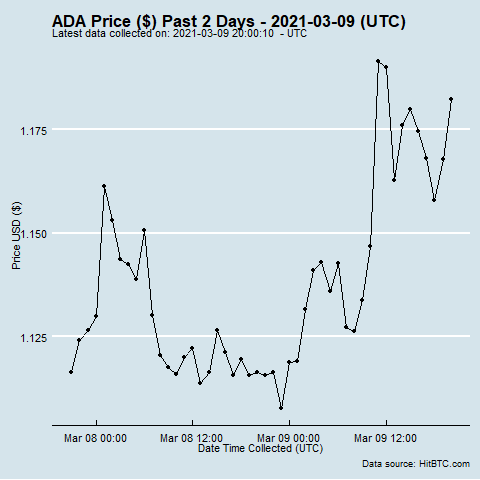 ADA Price ($) Past 2 Days - 2021-03-09 (UTC)
Latest data collected on: 2021-03-09 20:00:10 - UTC
1.175
1.150
1.125
Price USD ($)
Mar 08 00:00 Mar 08 12:00 Mar 09 00:00 Mar 09 12:00
Date Time Collected (UTC)
Data source: HitBTC.com